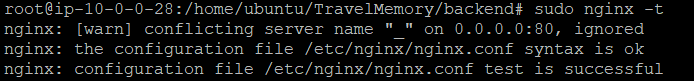 root@ip-10-0-0-28:/home/ubuntu/TravelMemory/backend# sudo nginx -t
nginx: [warn] conflicting server name "_" on 0.0.0.0:80, ignored
nginx: the configuration file /etc/nginx/nginx.conf syntax is ok
nginx: configuration file /etc/nginx/nginx.conf test is successful